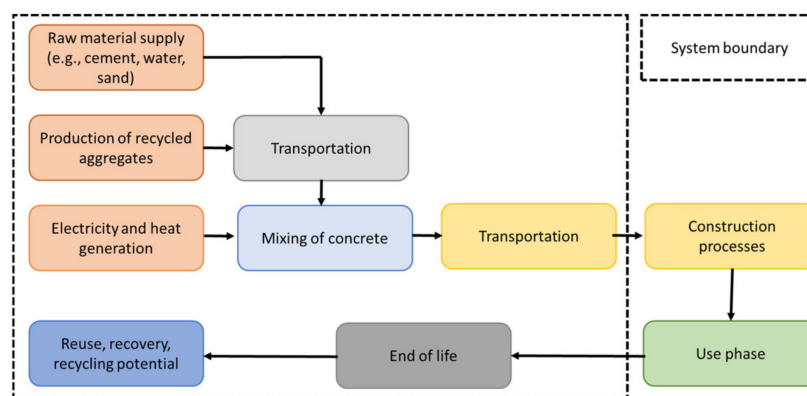 Raw material supply
(e.g., cement, water,
sand)
System boundary
Production of recycled
aggregates
Transportation
Electricity and heat
generation
Mixing of concrete
Transportation
Construction
processes
Reuse, recovery,
recycling potential
End of life
Use phase